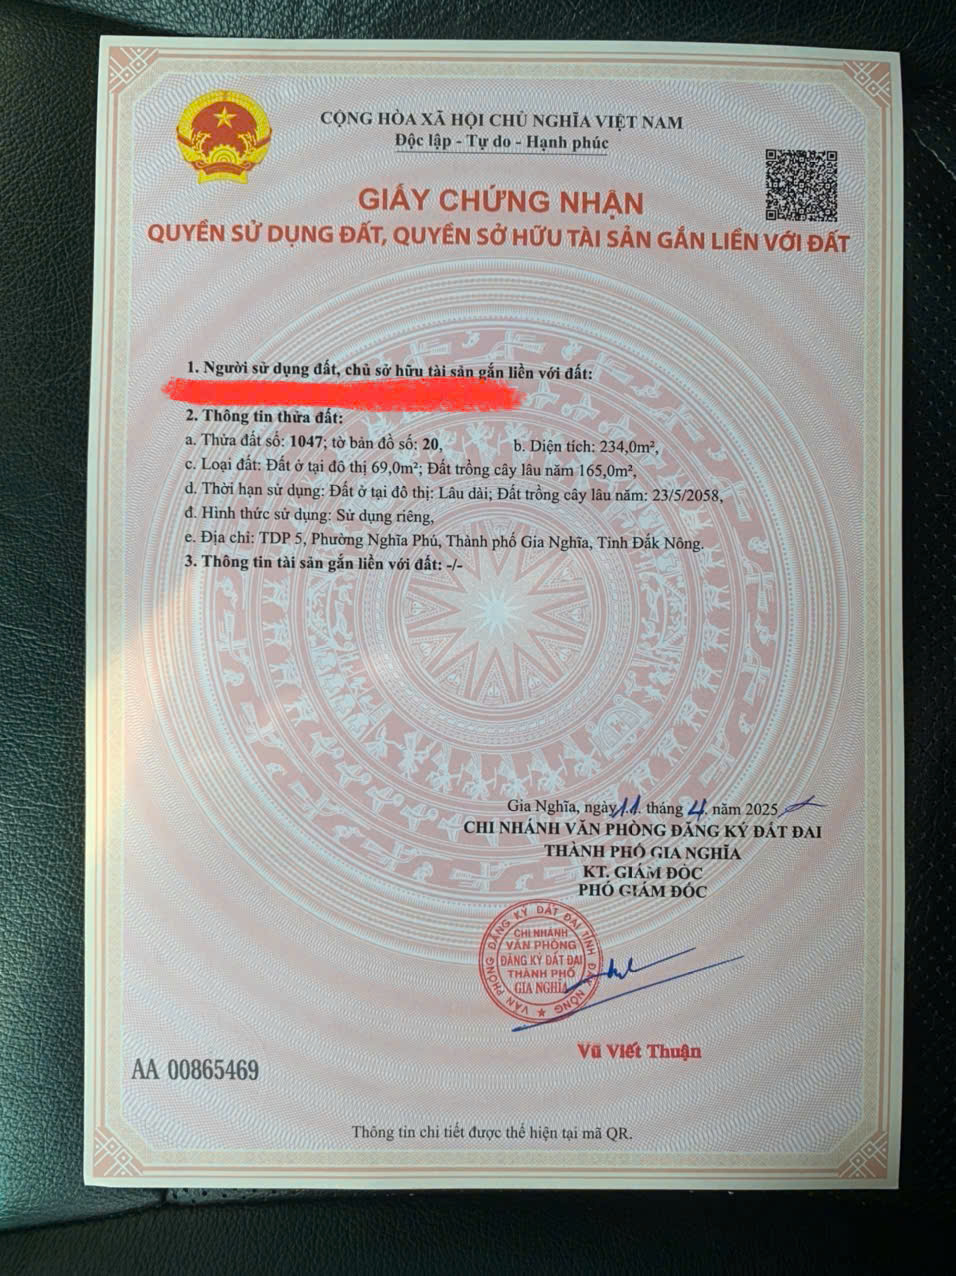 CỘNG HÒA XÃ HỘI CHỦ NGHĨA VIỆT NAM
Độc lập - Tự do - Hạnh phúc
GIẤY CHỨNG NHẬN
QUYỀN SỬ DỤNG ĐẤT, QUYỀN SỞ HỮU TÀI SẢN GẮN LIỀN VỚI ĐẤT
1. Người sử dụng đất, chủ sở hữu tài sản gắn liền với đất:
2. Thông tin thửa đất:
a. Thửa đất số: 1047; tờ bản đồ số: 20, b. Diện tích: 234,0m²,
c. Loại đất: Đất ở tại đô thị 69,0m²; Đất trồng cây lâu năm 165,0m²,
d. Thời hạn sử dụng: Đất ở tại đô thị: Lâu dài; Đất trồng cây lâu năm: 23/5/2058,
đ. Hình thức sử dụng: Sử dụng riêng,
e. Địa chỉ: TDP 5, Phường Nghĩa Phú, Thành phố Gia Nghĩa, Tỉnh Đắk Nông.
3. Thông tin tài sản gắn liền với đất: -/-
Gia Nghĩa, ngày 11 tháng 4 năm 2025
CHI NHÁNH VĂN PHÒNG ĐĂNG KÝ ĐẤT ĐAI
THÀNH PHỐ GIA NGHĨA
KT. GIÁM ĐỐC
PHÓ GIÁM ĐỐC
VĂN PHÒNG ĐĂNG KÝ ĐẤT ĐAI TỈNH ĐẮK NÔNG
CHI NHÁNH
VĂN PHÒNG
ĐĂNG KÝ ĐẤT ĐAI
THÀNH PHỐ
GIA NGHĨA
Vũ Viết Thuận
AA 00865469
Thông tin chi tiết được thể hiện tại mã QR.